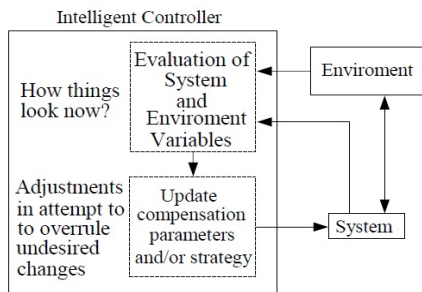 Intelligent Controller
How things
look now?
Evaluation of
System
and
Enviroment
Variables
Enviroment
Adjustments
in attempt to
to overrule
undesired
changes
Update
compensation
parameters
and/or strategy
System